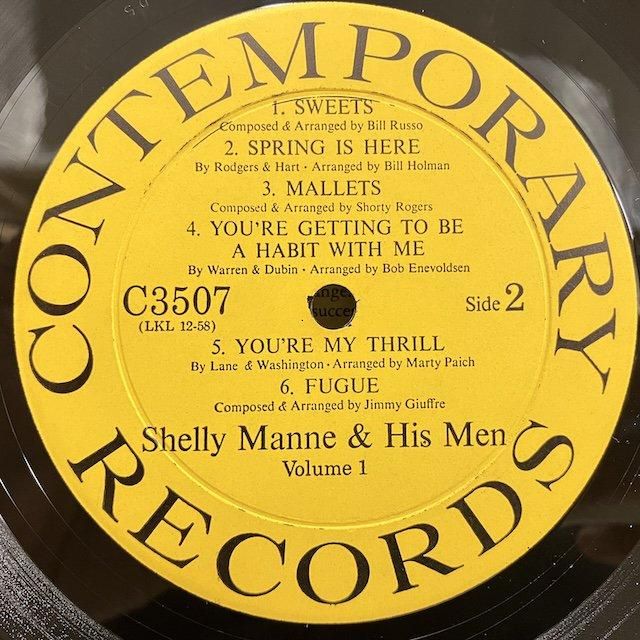 CONTEMPORARY
1. SWEETS
Composed & Arranged by Bill Russo
2. SPRING IS HERE
By Rodgers & Hart • Arranged by Bill Holman
3. MALLETS
Composed & Arranged by Shorty Rogers
4. YOU'RE GETTING TO BE
A HABIT WITH ME
By Warren & Dubin • Arranged by Bob Enevoldsen
C3507
(LKL 12-58)
Side 2
5. YOU'RE MY THRILL
By Lane & Washington • Arranged by Marty Paich
6. FUGUE
Composed & Arranged by Jimmy Giuffre
Shelly Manne & His Men
Volume 1
RECORDS